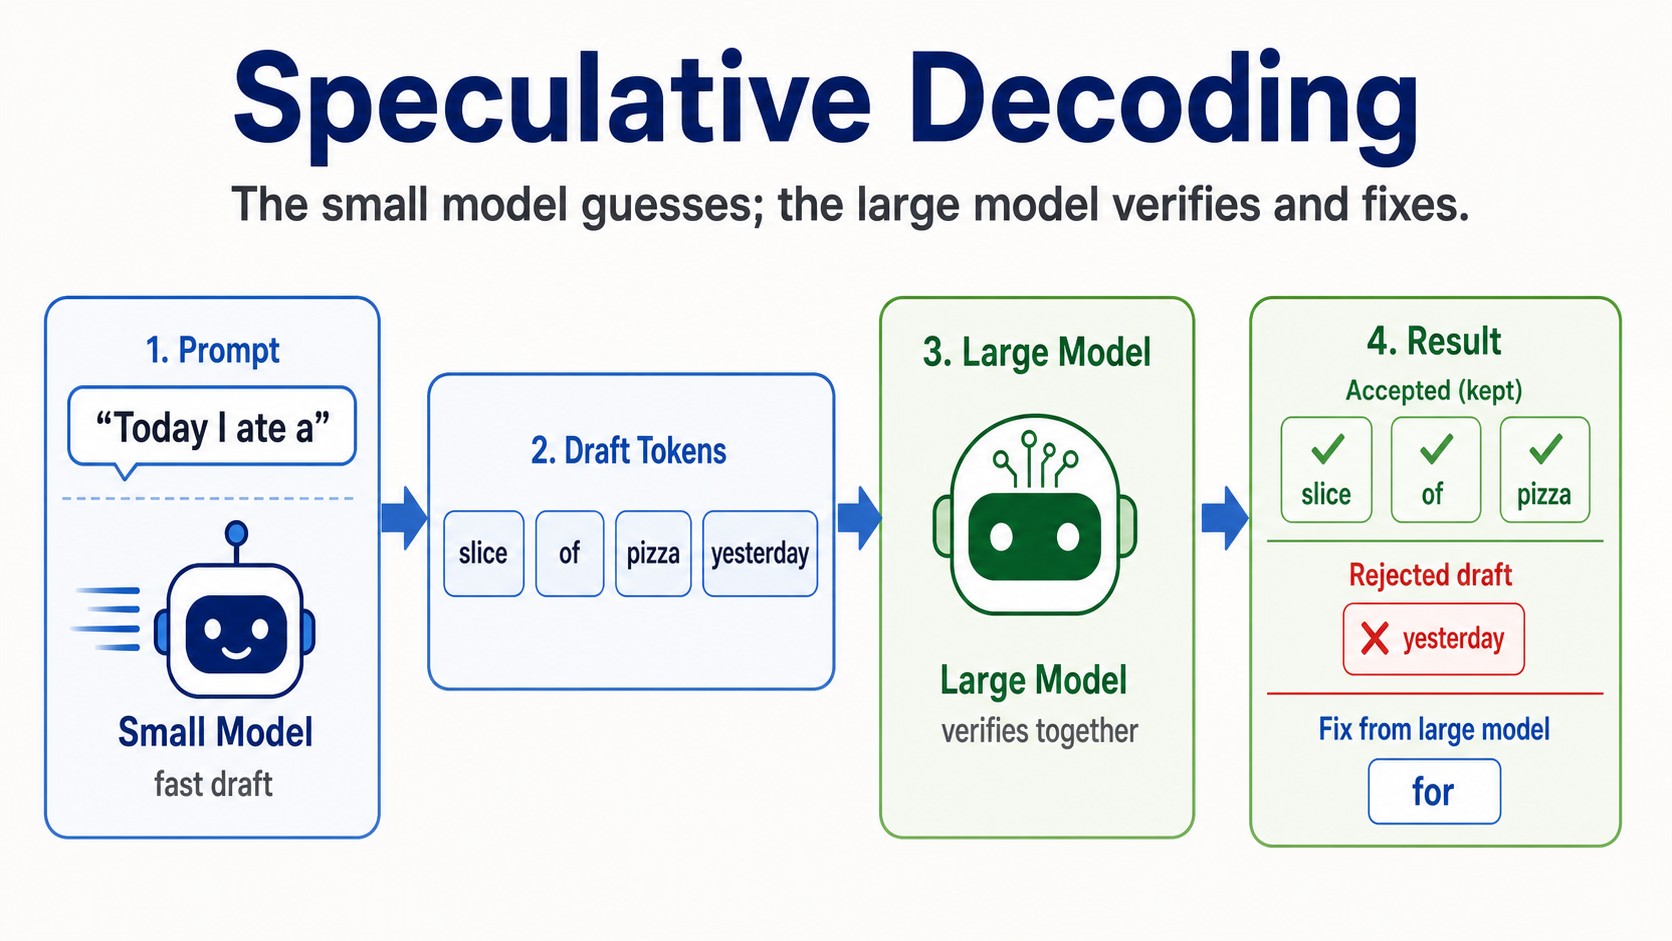 Speculative Decoding
The small model guesses; the large model verifies and fixes.
1. Prompt
“Today I ate a”
Small Model
fast draft
2. Draft Tokens
slice
of
pizza
yesterday
3. Large Model
Large Model
verifies together
4. Result
Accepted (kept)
slice
of
pizza
Rejected draft
yesterday
Fix from large model
for